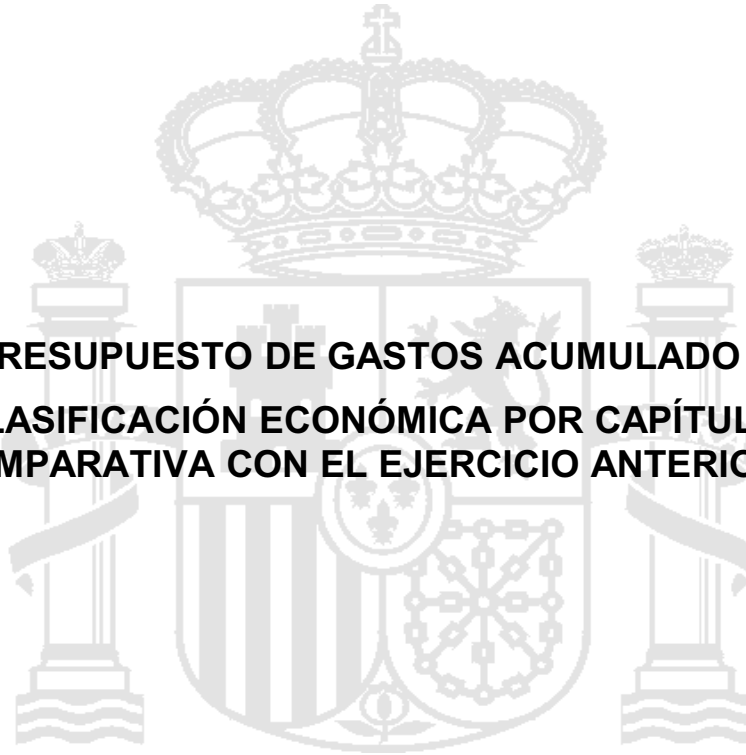 RESUPUESTO DE GASTOS ACUMULADO
LASIFICACIÓN ECONÓMICA POR CAPÍTUL
MPARATIVA CON EL EJERCICIO ANTERIO